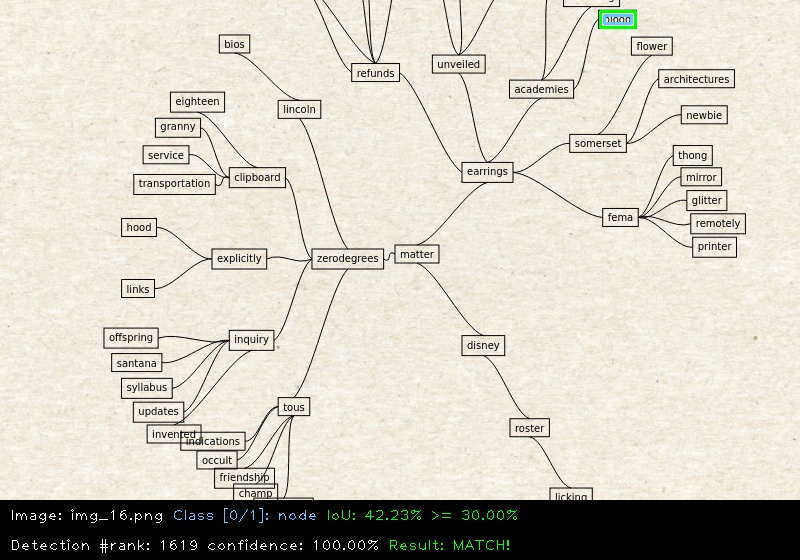 blood
bios
flower
unveiled
refunds
architectures
academies
eighteen
lincoln
newbie
granny
somerset
service
thong
earrings
mirror
transportation
clipboard
glitter
fema
remotely
hood
printer
matter
explicitly
zerodegrees
links
offspring
inquiry
disney
santana
syllabus
updates
tous
roster
invented
indications
occult
friendship
champ
licking
Image: img_16.png Class [0/1]: node IoU: 42.23% >= 30.00%
Detection #rank: 1619 confidence: 100.00% Result: MATCH!